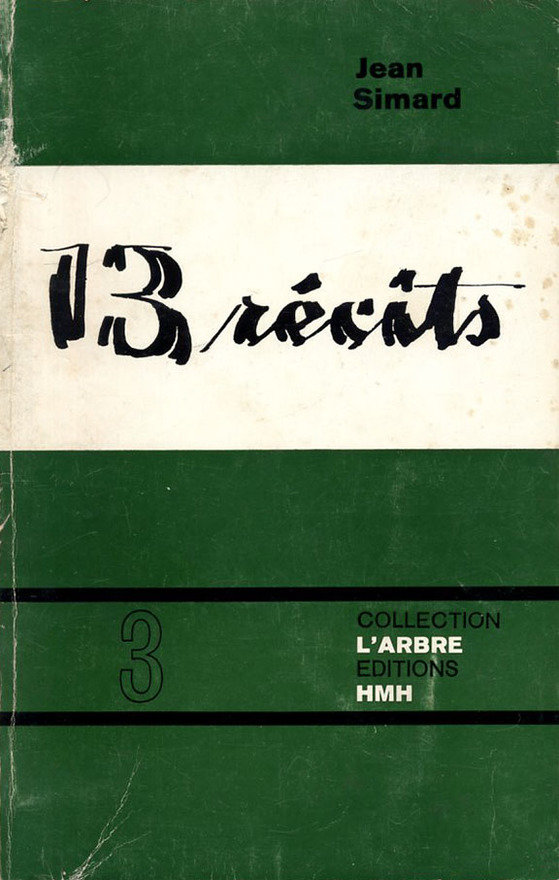 Jean
Simard
13 récits
3
COLLECTION
L'ARBRE
EDITIONS
HMH